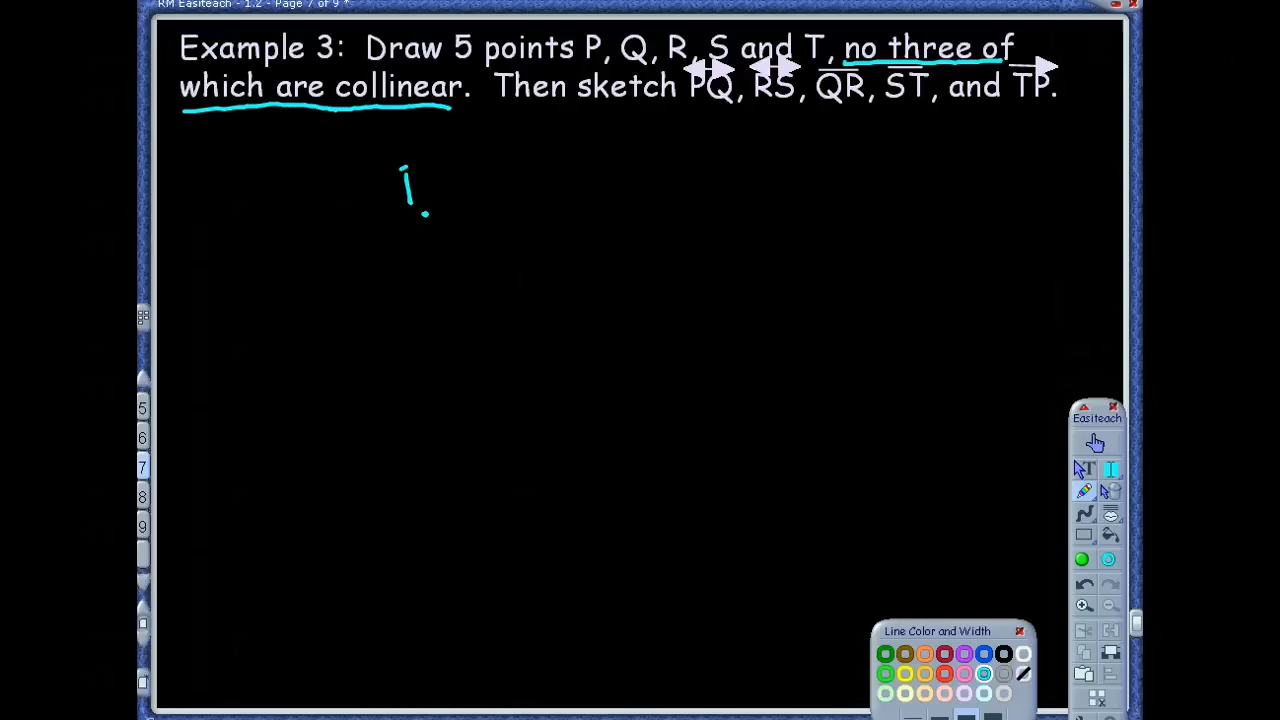 RM Easiteach - 1.2 - Page 7 of 9 *
Example 3: Draw 5 points P, Q, R, S and T, no three of
which are collinear. Then sketch PQ, RS, QR, ST, and TP.
Easiteach
5
6
7
8
9
Line Color and Width